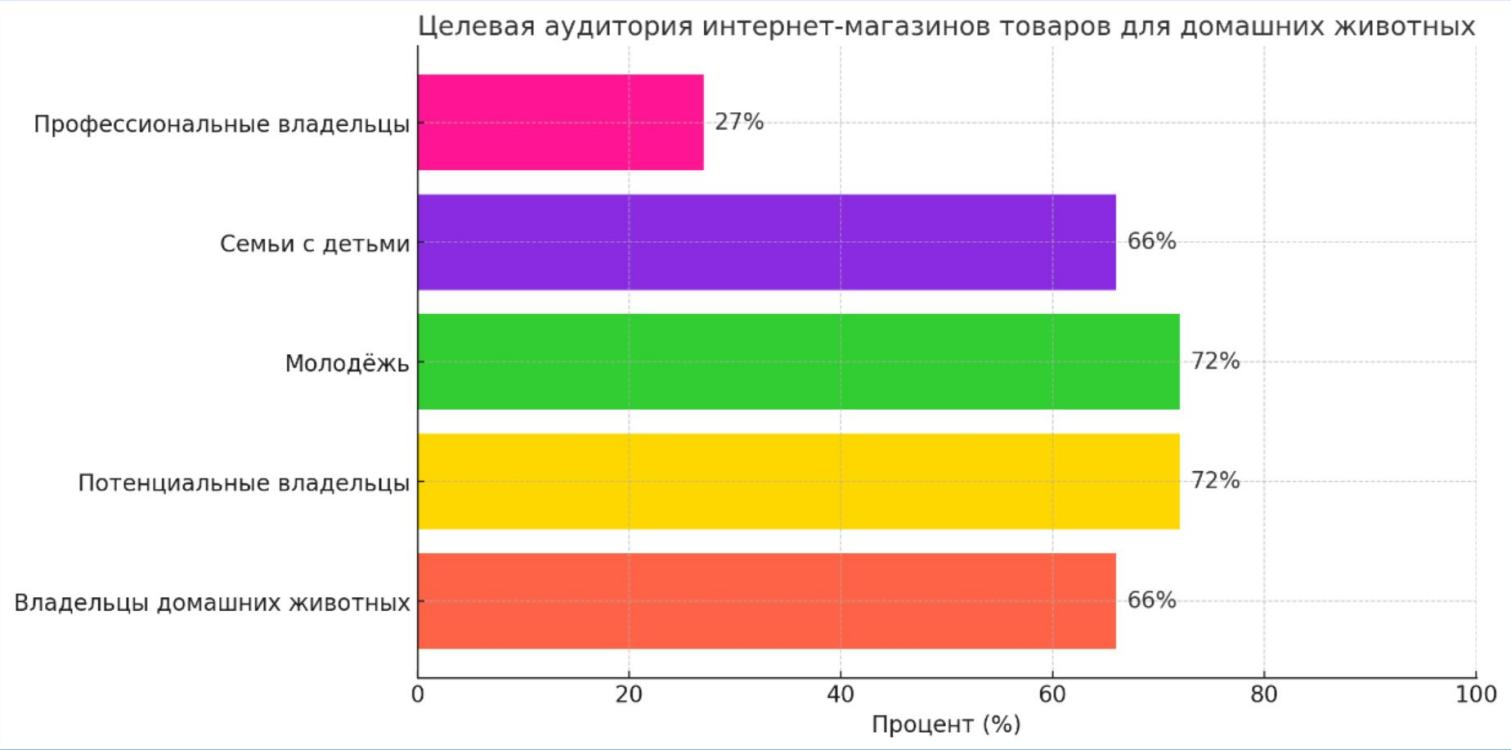 Целевая аудитория интернет-магазинов товаров для домашних животных
Профессиональные владельцы
27%
Семьи с детьми
66%
Молодёжь
72%
Потенциальные владельцы
72%
Владельцы домашних животных
66%
0 20 40 60 80 100
Процент (%)